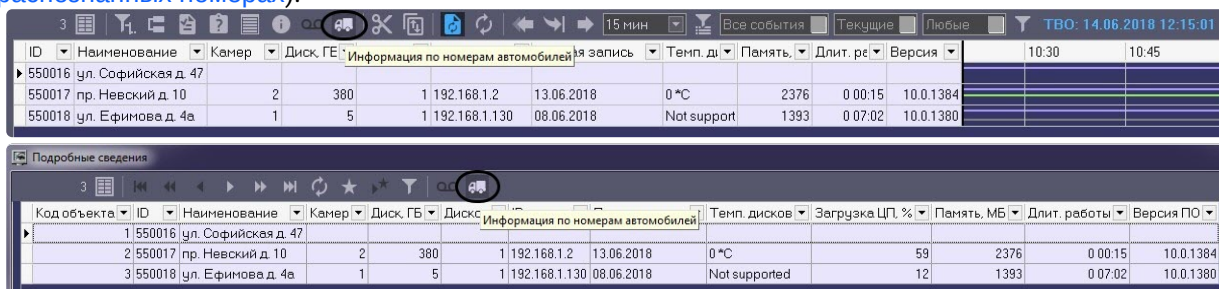 распознанных номерах).
3 15 мин Все события Текущие Любые ТВО: 14.06.2018 12:15:01
ID Наименование Камер Диск, ГБ Информация по номерам автомобилей я запись Темп. ди Память, Длит. ра Версия 10:30 10:45
550016 ул. Софийская д. 47
550017 пр. Невский д. 10 2 380 1 192.168.1.2 13.06.2018 0 *C 2376 0 00:15 10.0.1384
550018 ул. Ефимова д. 4а 1 5 1 192.168.1.130 08.06.2018 Not support 1393 0 07:02 10.0.1380
Подробные сведения
3
Код объекта ID Наименование Камер Диск, ГБ Диско Информация по номерам автомобилей Темп. дисков Загрузка ЦП, % Память, МБ Длит. работы Версия ПО
1 550016 ул. Софийская д. 47
2 550017 пр. Невский д. 10 2 380 1 192.168.1.2 13.06.2018 0 *C 59 2376 0 00:15 10.0.1384
3 550018 ул. Ефимова д. 4а 1 5 1 192.168.1.130 08.06.2018 Not supported 12 1393 0 07:02 10.0.1380